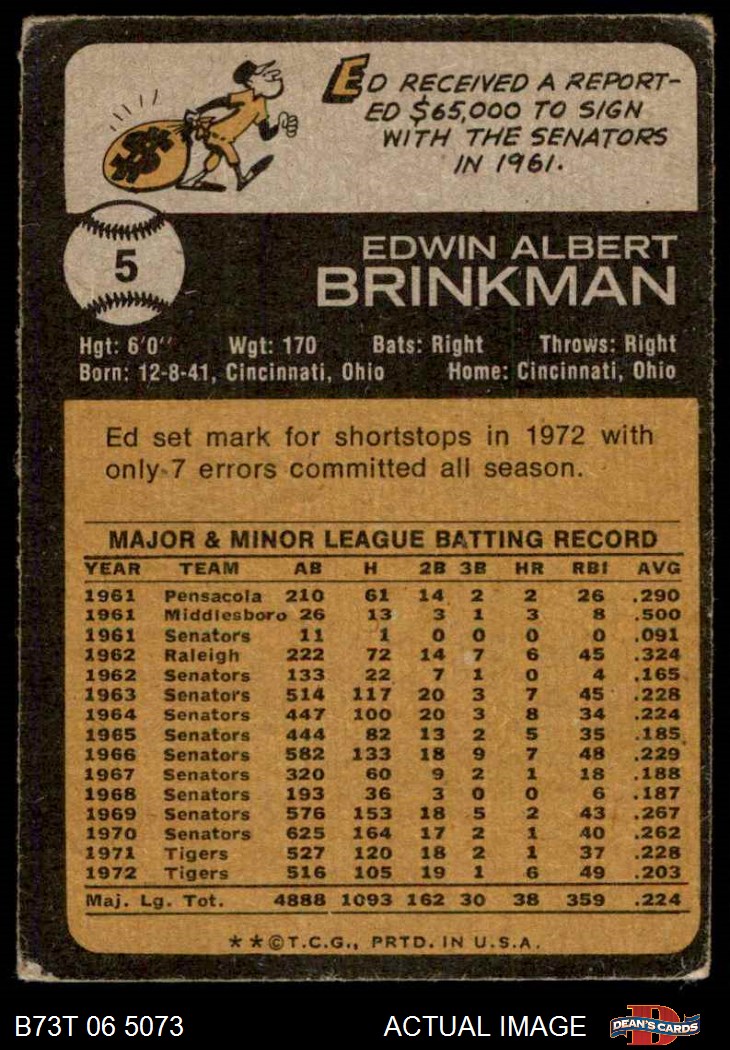 ED RECEIVED A REPORT-
ED $65,000 TO SIGN
WITH THE SENATORS
IN 1961.
5
EDWIN ALBERT
BRINKMAN
Hgt: 6'0" Wgt: 170 Bats: Right Throws: Right
Born: 12-8-41, Cincinnati, Ohio Home: Cincinnati, Ohio
Ed set mark for shortstops in 1972 with
only 7 errors committed all season.
MAJOR & MINOR LEAGUE BATTING RECORD
YEAR TEAM AB H 2B 3B HR RBI AVG
1961 Pensacola 210 61 14 2 2 26 .290
1961 Middlesboro 26 13 3 1 3 8 .500
1961 Senators 11 1 0 0 0 0 .091
1962 Raleigh 222 72 14 7 6 45 .324
1962 Senators 133 22 7 1 0 4 .165
1963 Senators 514 117 20 3 7 45 .228
1964 Senators 447 100 20 3 8 34 .224
1965 Senators 444 82 13 2 5 35 .185
1966 Senators 582 133 18 9 7 48 .229
1967 Senators 320 60 9 2 1 18 .188
1968 Senators 193 36 3 0 0 6 .187
1969 Senators 576 153 18 5 2 43 .267
1970 Senators 625 164 17 2 1 40 .262
1971 Tigers 527 120 18 2 1 37 .228
1972 Tigers 516 105 19 1 6 49 .203
Maj. Lg. Tot. 4888 1093 162 30 38 359 .224
**©T.C.G., PRTD. IN U.S.A.
B73T 06 5073 ACTUAL IMAGE DEAN'S CARDS